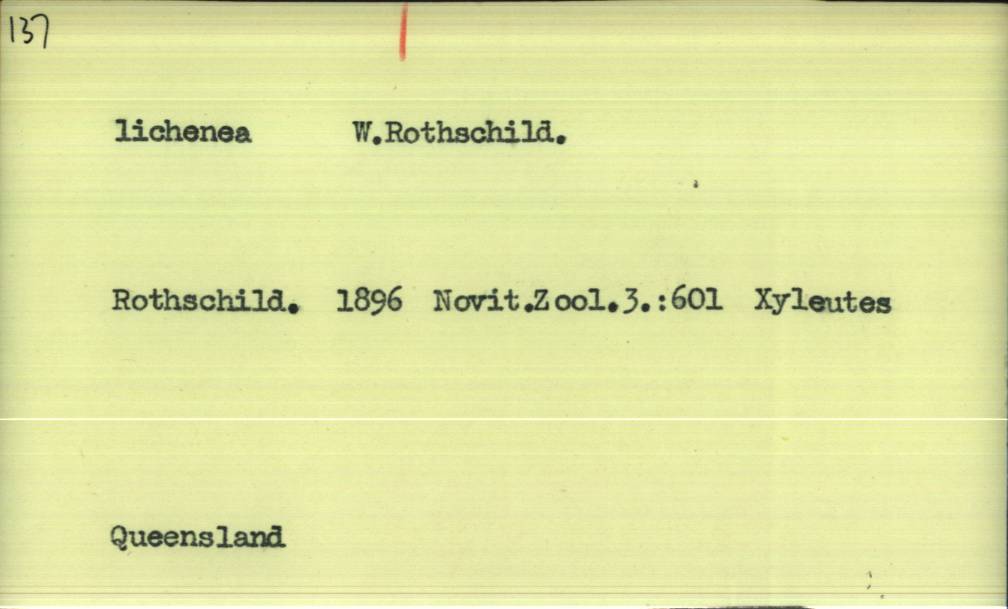 137
lichenea W.Rothschild.
Rothschild. 1896 Novit.Zool.3.:601 Xyleutes
Queensland